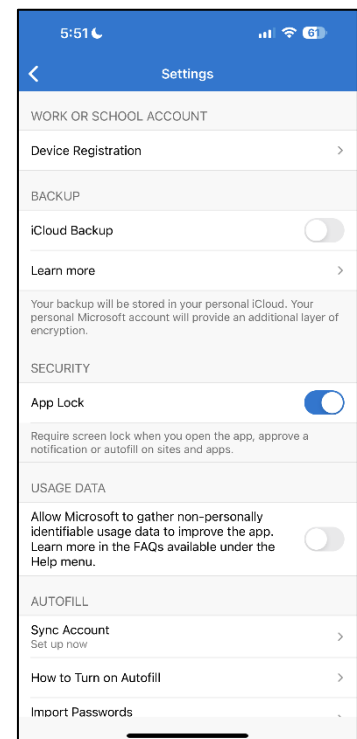 5:51
61
Settings
WORK OR SCHOOL ACCOUNT
Device Registration
BACKUP
iCloud Backup
Learn more
Your backup will be stored in your personal iCloud. Your
personal Microsoft account will provide an additional layer of
encryption.
SECURITY
App Lock
Require screen lock when you open the app, approve a
notification or autofill on sites and apps.
USAGE DATA
Allow Microsoft to gather non-personally
identifiable usage data to improve the app.
Learn more in the FAQs available under the
Help menu.
AUTOFILL
Sync Account
Set up now
How to Turn on Autofill
Import Passwords